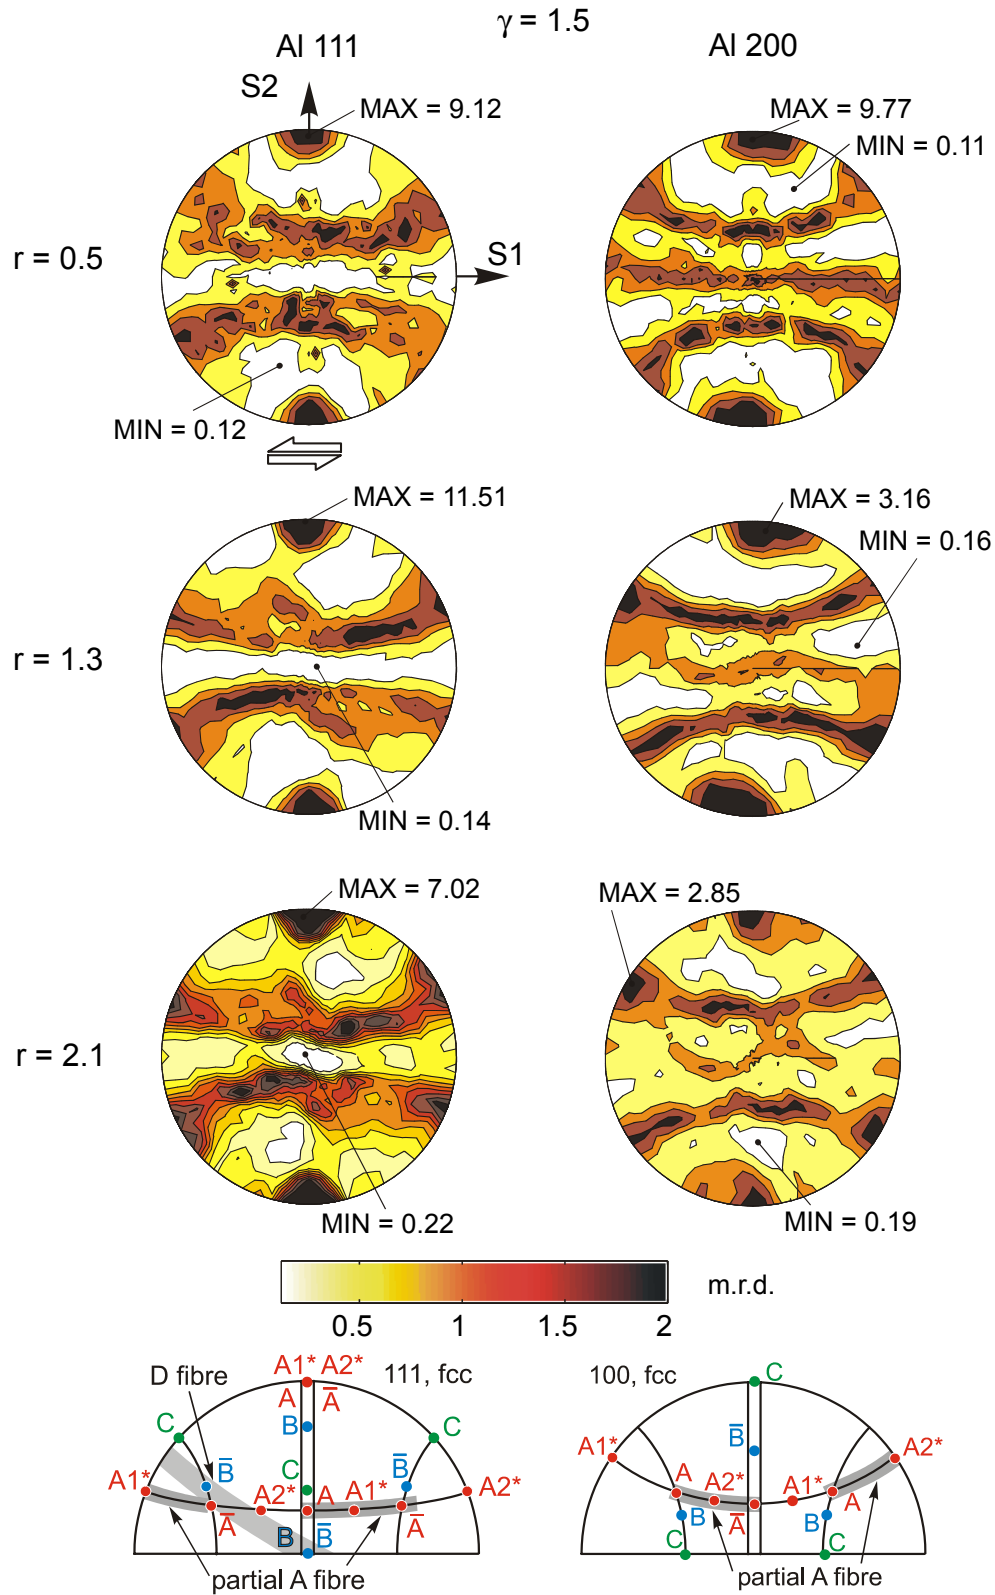 γ = 1.5
Al 111
Al 200
S2
MAX = 9.12
MAX = 9.77
MIN = 0.11
r = 0.5
S1
MIN = 0.12
MAX = 11.51
MAX = 3.16
MIN = 0.16
r = 1.3
MIN = 0.14
MAX = 7.02
MAX = 2.85
r = 2.1
MIN = 0.22
MIN = 0.19
m.r.d.
0.5 1 1.5 2
A1* A2* 111, fcc
D fibre
A A̅
C B C
B̅ C B̅
A1* A2* A A1* A2*
A̅ A̅
B B̅
partial A fibre
100, fcc C
A1* B̅ A2*
A A2* A1* A
B A̅ B
C C
partial A fibre